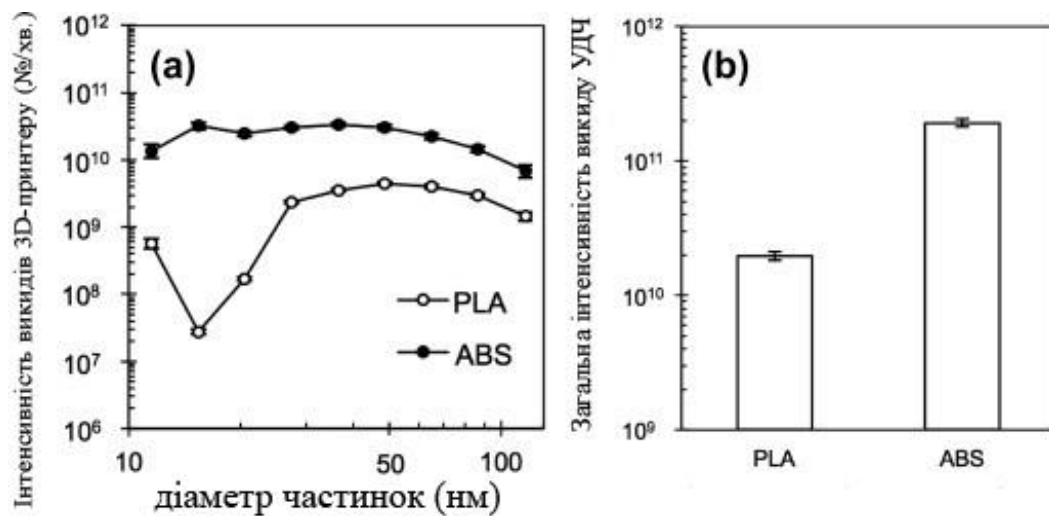 Інтенсивність викидів 3D-принтеру (№/хв.)
10¹²
10¹¹
10¹⁰
10⁹
10⁸
10⁷
10⁶
(a)
PLA
ABS
10
50
100
діаметр частинок (нм)
Загальна інтенсивність викиду УДЧ
10¹²
10¹¹
10¹⁰
10⁹
(b)
PLA
ABS